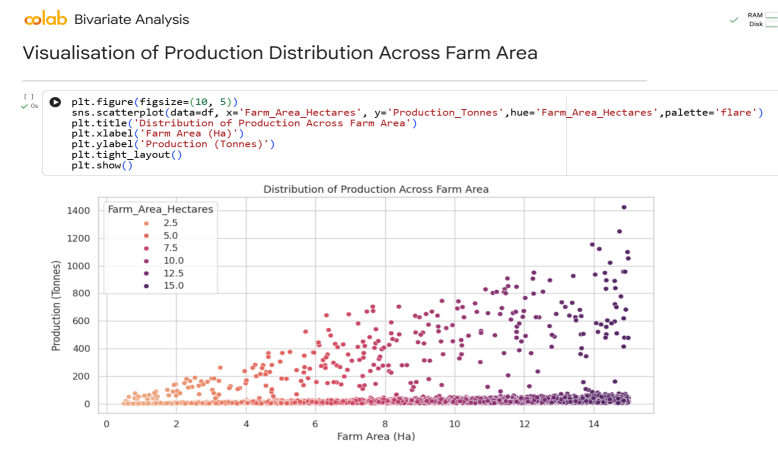 colab Bivariate Analysis
RAM
Disk
Visualisation of Production Distribution Across Farm Area
[ ]
0s
plt.figure(figsize=(10, 5))
sns.scatterplot(data=df, x='Farm_Area_Hectares', y='Production_Tonnes',hue='Farm_Area_Hectares',palette='flare')
plt.title('Distribution of Production Across Farm Area')
plt.xlabel('Farm Area (Ha)')
plt.ylabel('Production (Tonnes)')
plt.tight_layout()
plt.show()
Distribution of Production Across Farm Area
Farm_Area_Hectares
2.5
5.0
7.5
10.0
12.5
15.0
Production (Tonnes)
1400
1200
1000
800
600
400
200
0
0 2 4 6 8 10 12 14
Farm Area (Ha)